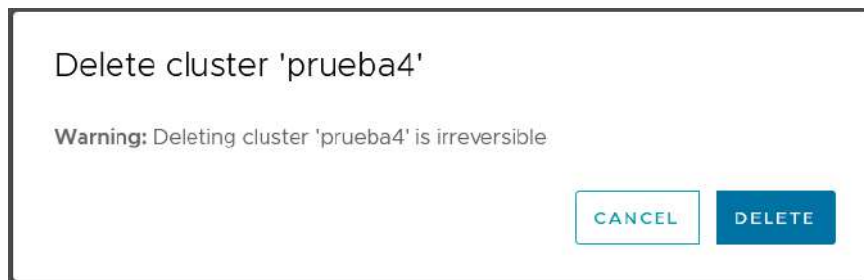 Delete cluster 'prueba4'
Warning: Deleting cluster 'prueba4' is irreversible
CANCEL DELETE